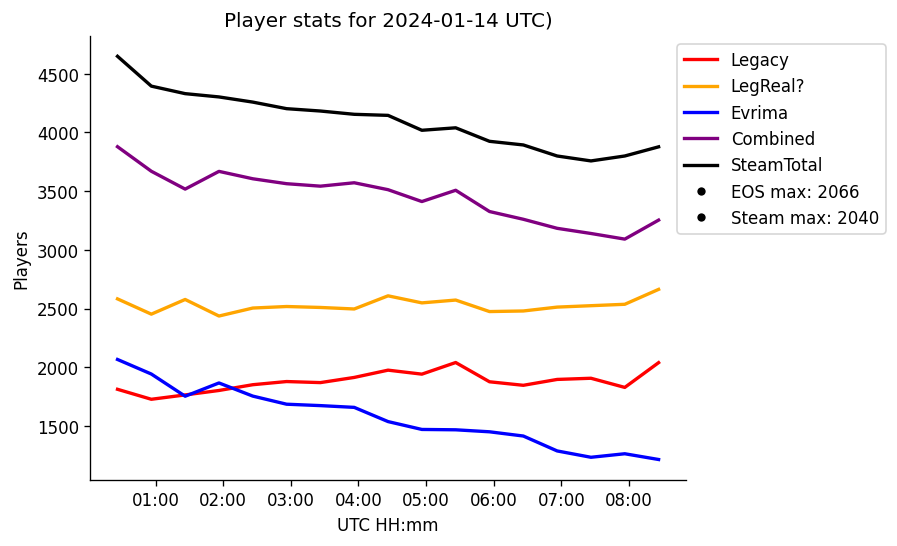 Player stats for 2024-01-14 UTC)
Legacy
LegReal?
Evrima
Combined
SteamTotal
EOS max: 2066
Steam max: 2040
Players
4500
4000
3500
3000
2500
2000
1500
01:00 02:00 03:00 04:00 05:00 06:00 07:00 08:00
UTC HH:mm